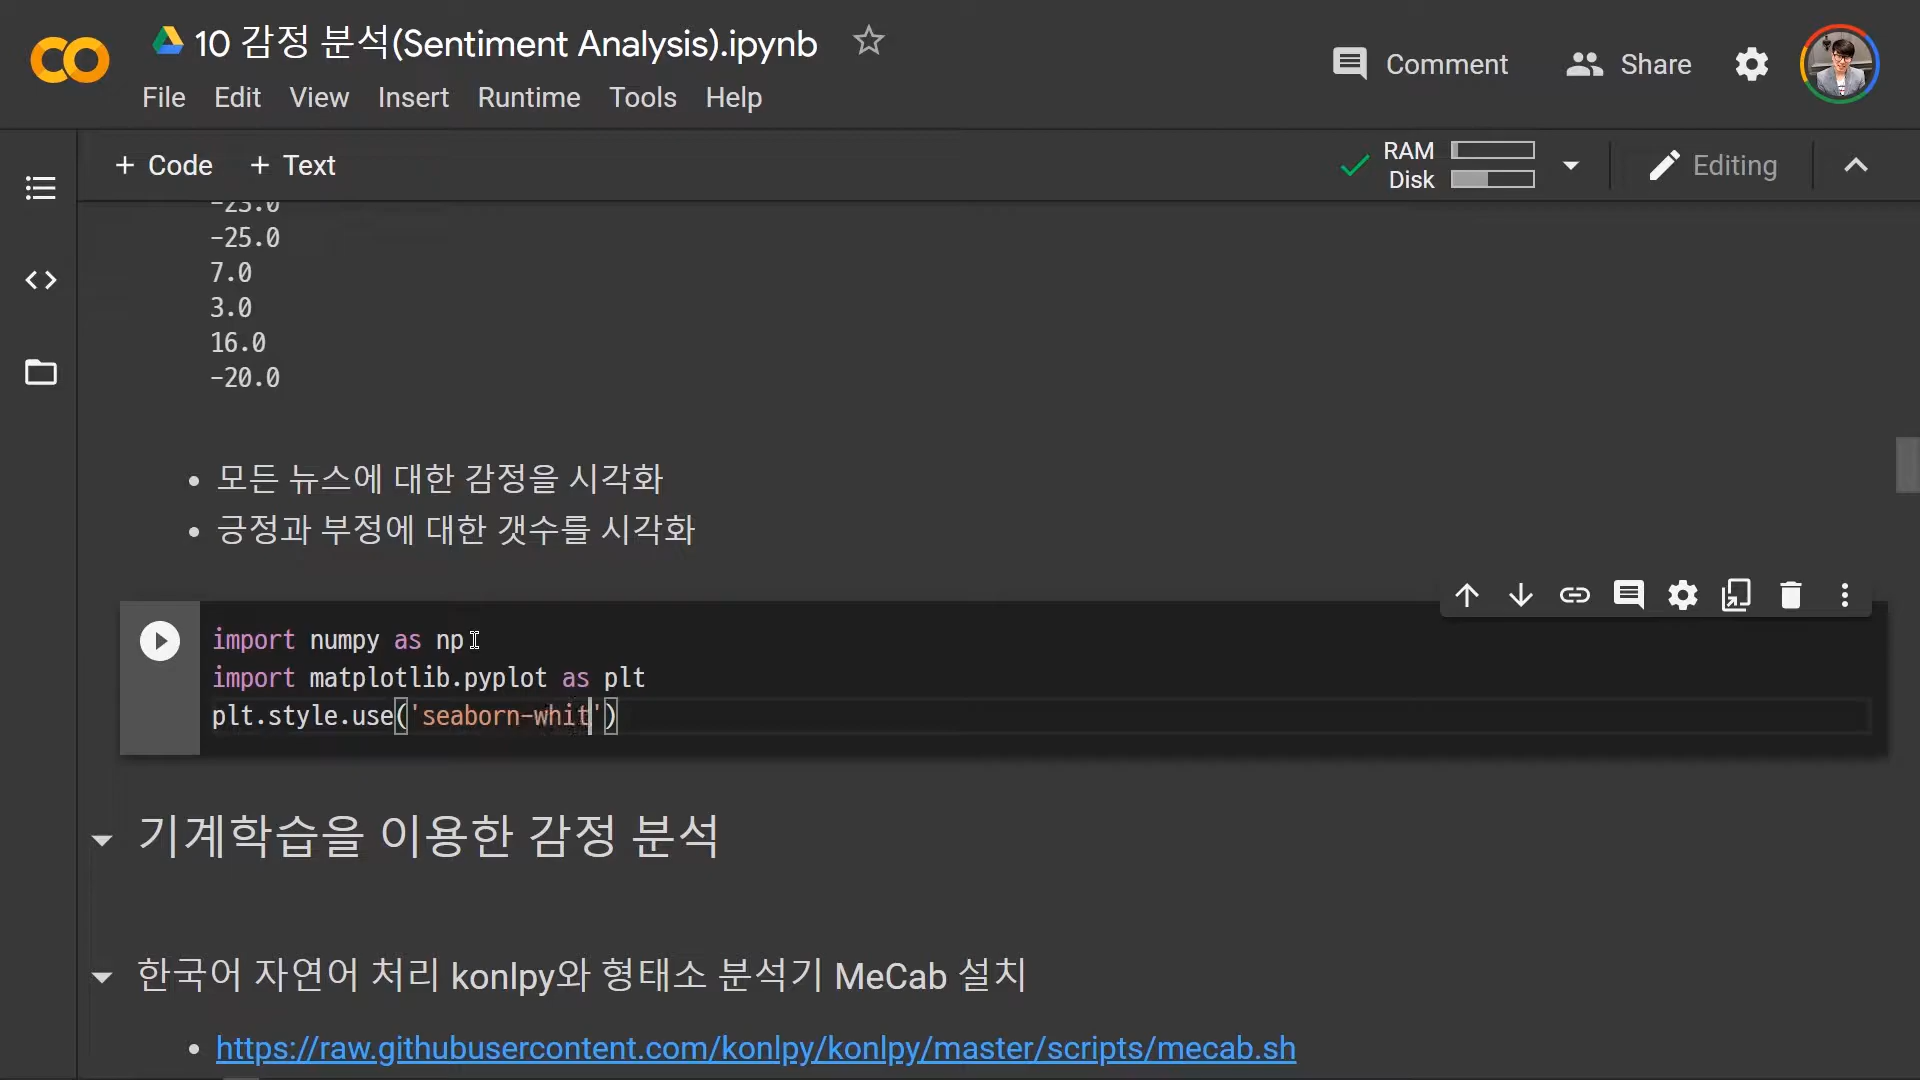 10 감정 분석(Sentiment Analysis).ipynb
Comment
Share
File Edit View Insert Runtime Tools Help
+ Code + Text
RAM
Disk
Editing
-23.0
-25.0
7.0
3.0
16.0
-20.0
• 모든 뉴스에 대한 감정을 시각화
• 긍정과 부정에 대한 갯수를 시각화
import numpy as np
import matplotlib.pyplot as plt
plt.style.use('seaborn-whit')
기계학습을 이용한 감정 분석
한국어 자연어 처리 konlpy와 형태소 분석기 MeCab 설치
• https://raw.githubusercontent.com/konlpy/konlpy/master/scripts/mecab.sh